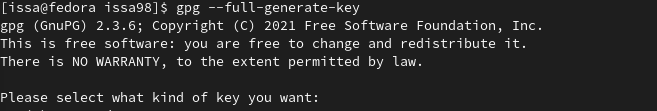 [issa@fedora issa98]$ gpg --full-generate-key
gpg (GnuPG) 2.3.6; Copyright (C) 2021 Free Software Foundation, Inc.
This is free software: you are free to change and redistribute it.
There is NO WARRANTY, to the extent permitted by law.
Please select what kind of key you want: